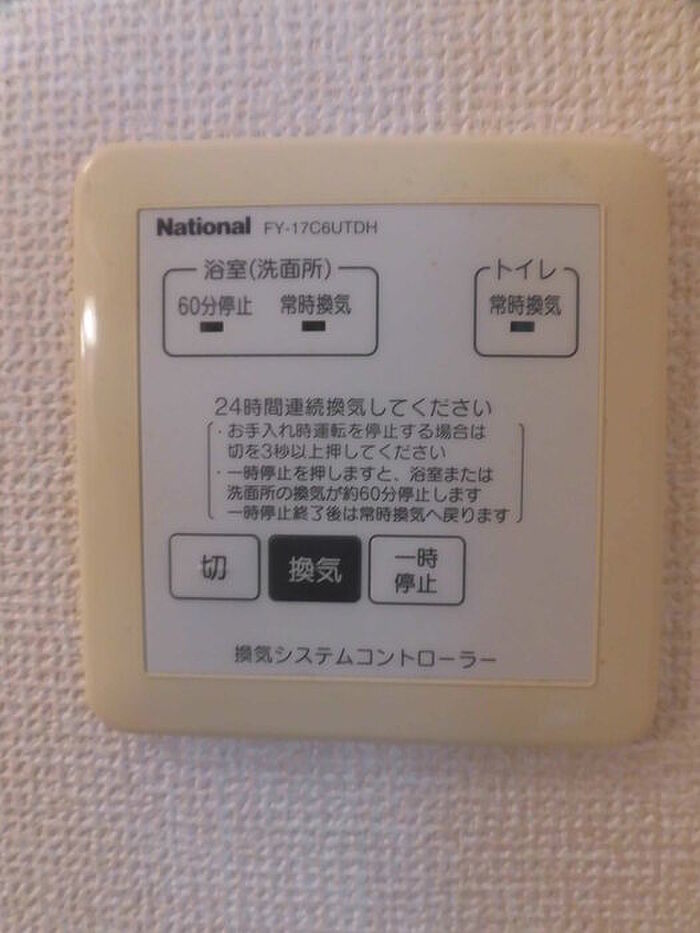 National FY-17C6UTDH
浴室(洗面所)
トイレ
60分停止 常時換気
常時換気
24時間連続換気してください
・お手入れ時運転を停止する場合は
切を3秒以上押してください
・一時停止を押しますと、浴室または
洗面所の換気が約60分停止します
一時停止終了後は常時換気へ戻ります
切
換気
一時
停止
換気システムコントローラー